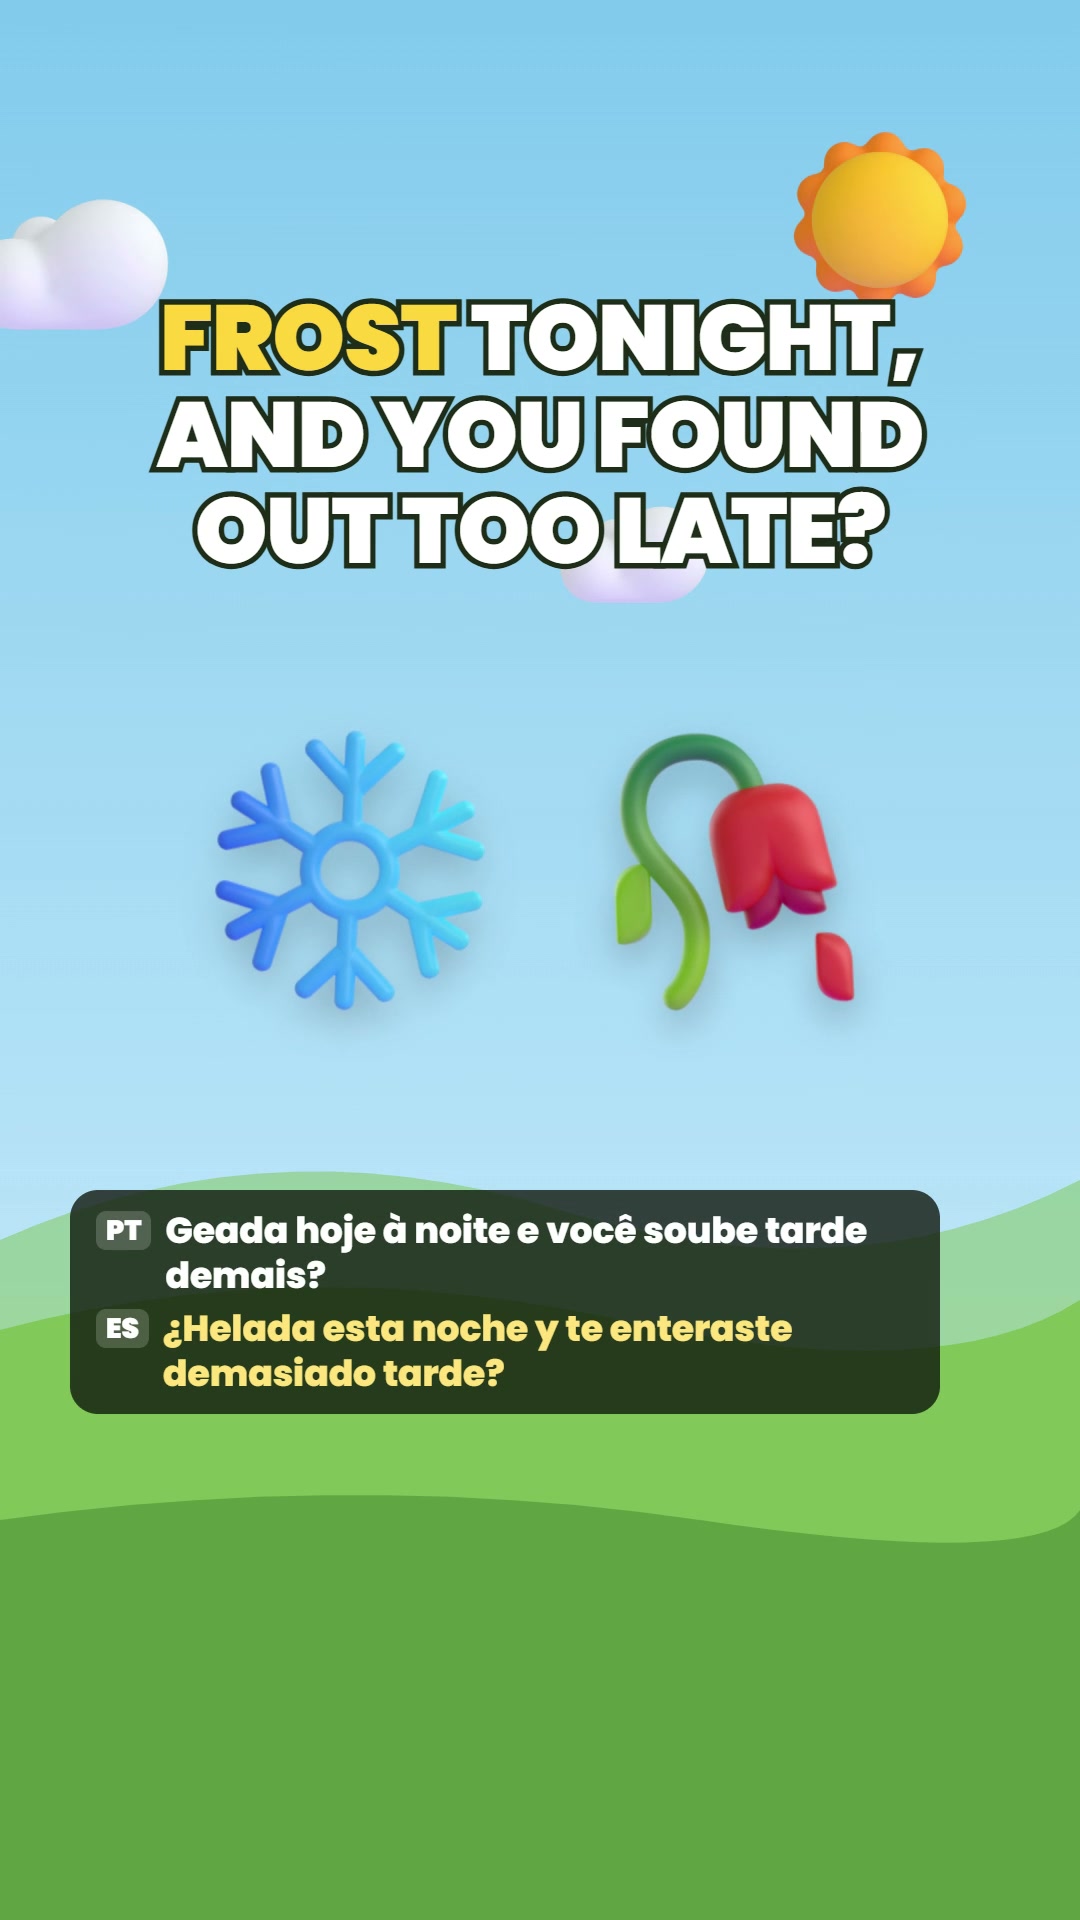 FROST TONIGHT,
AND YOU FOUND
OUT TOO LATE?
PT Geada hoje à noite e você soube tarde
demais?
ES ¿Helada esta noche y te enteraste
demasiado tarde?